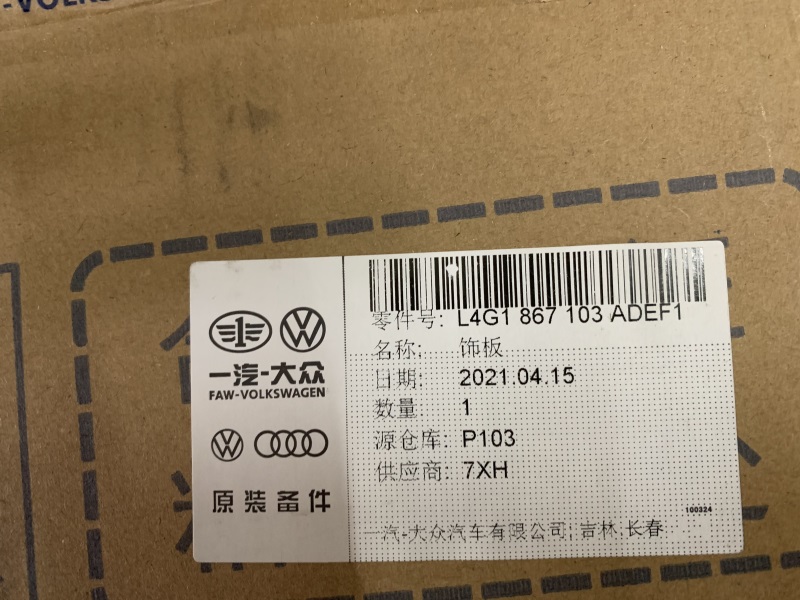 零件号: L4G1 867 103 ADEF1
名称: 饰板
日期: 2021.04.15
数量: 1
源仓库: P103
供应商: 7XH
100324
一汽-大众汽车有限公司; 吉林.长春
一汽-大众
FAW-VOLKSWAGEN
原装备件